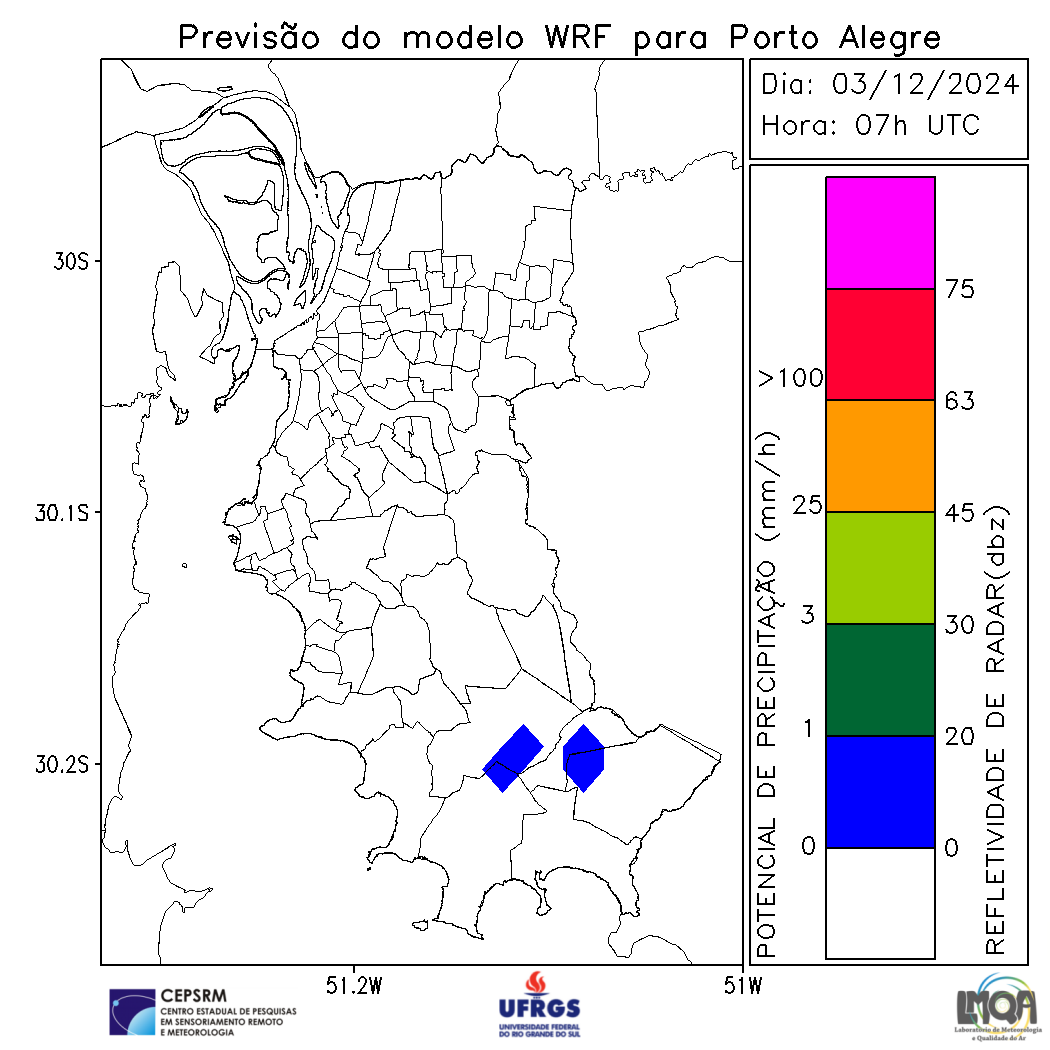 Previsão do modelo WRF para Porto Alegre
Dia: 03/12/2024
Hora: 07h UTC
30S
30.1S
30.2S
51.2W
51W
POTENCIAL DE PRECIPITAÇÃO (mm/h)
>100
25
3
1
0
75
63
45
30
20
0
REFLETIVIDADE DE RADAR(dbz)
CEPSRM
CENTRO ESTADUAL DE PESQUISAS
EM SENSORIAMENTO REMOTO
E METEOROLOGIA
UFRGS
UNIVERSIDADE FEDERAL
DO RIO GRANDE DO SUL
LMQA
Laboratório de Meteorologia
e Qualidade do Ar